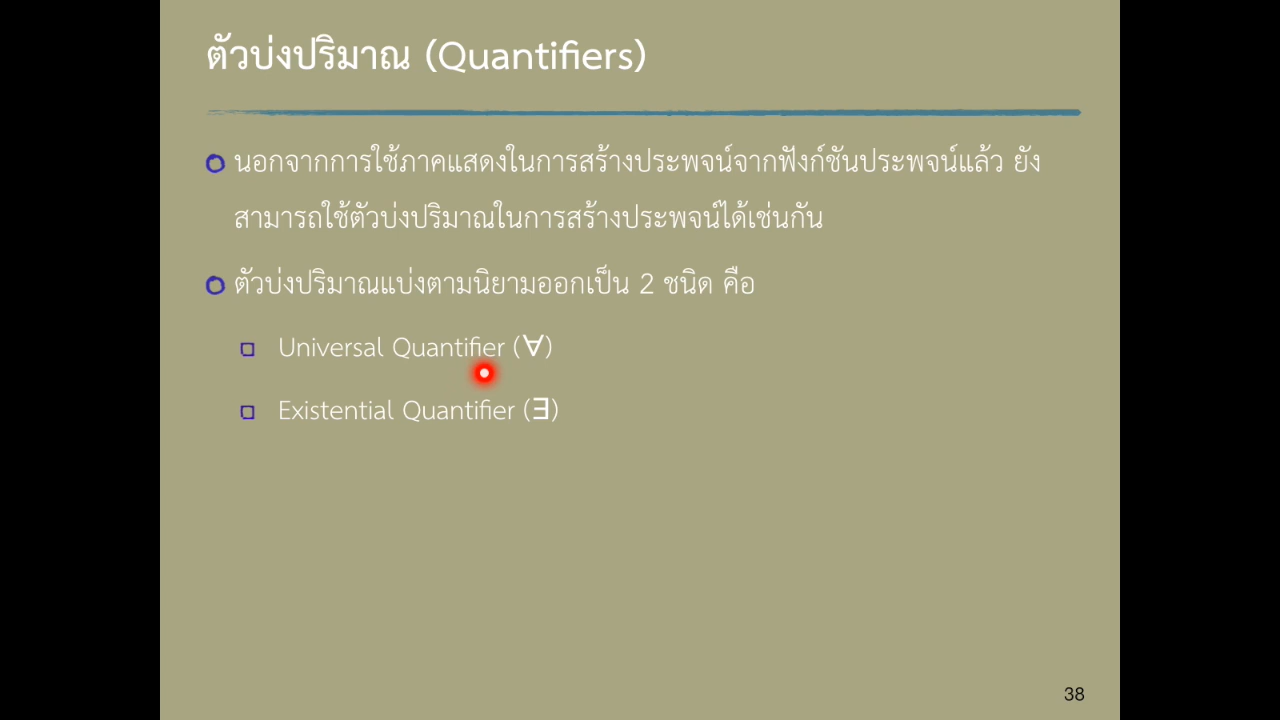 ตัวบ่งปริมาณ (Quantifiers)
นอกจากการใช้ภาคแสดงในการสร้างประพจน์จากฟังก์ชันประพจน์แล้ว ยัง
สามารถใช้ตัวบ่งปริมาณในการสร้างประพจน์ได้เช่นกัน
ตัวบ่งปริมาณแบ่งตามนิยามออกเป็น 2 ชนิด คือ
Universal Quantifier (∀)
Existential Quantifier (∃)
38